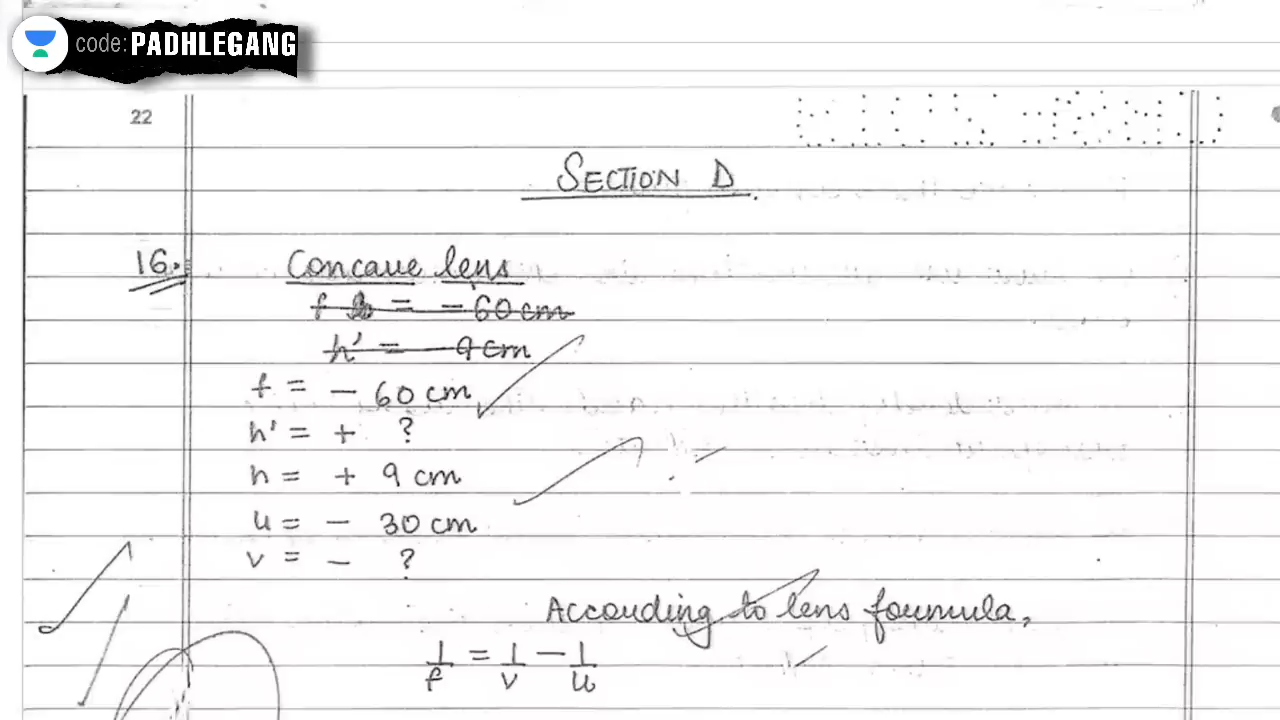 code: PADHLEGANG
22
SECTION D
16.
Concave lens
f = - 60 cm
h' = 9 cm
f = - 60 cm
h' = + ?
h = + 9 cm
u = - 30 cm
v = - ?
According to lens formula,
1/f = 1/v - 1/u